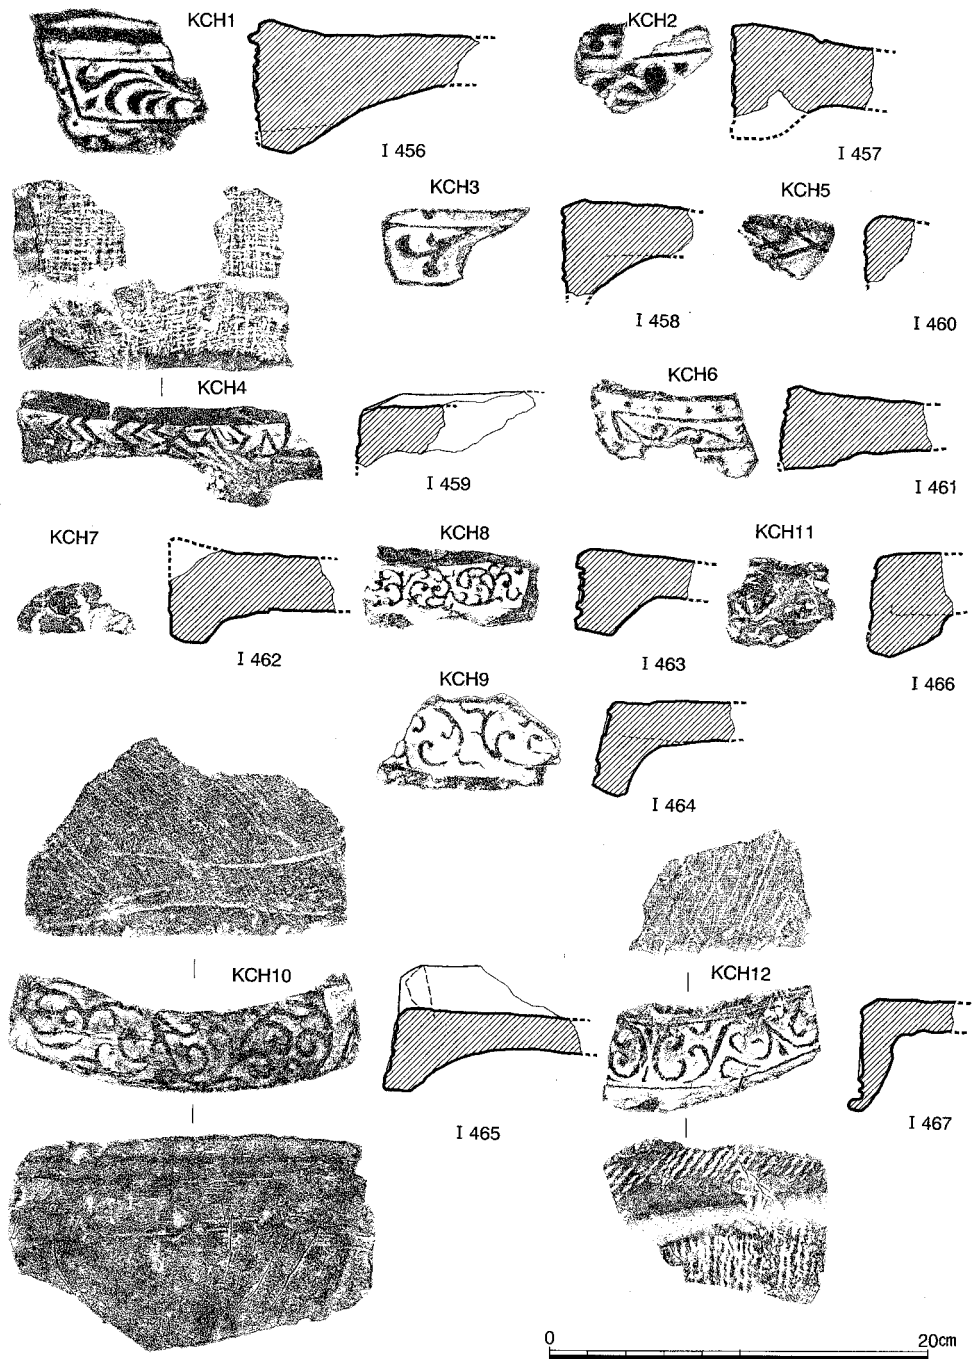 KCH1
KCH2
I 456
I 457
KCH3
KCH5
I 458
I 460
KCH4
KCH6
I 459
I 461
KCH7
KCH8
KCH11
I 462
I 463
I 466
KCH9
I 464
KCH10
KCH12
I 465
I 467
0 20cm